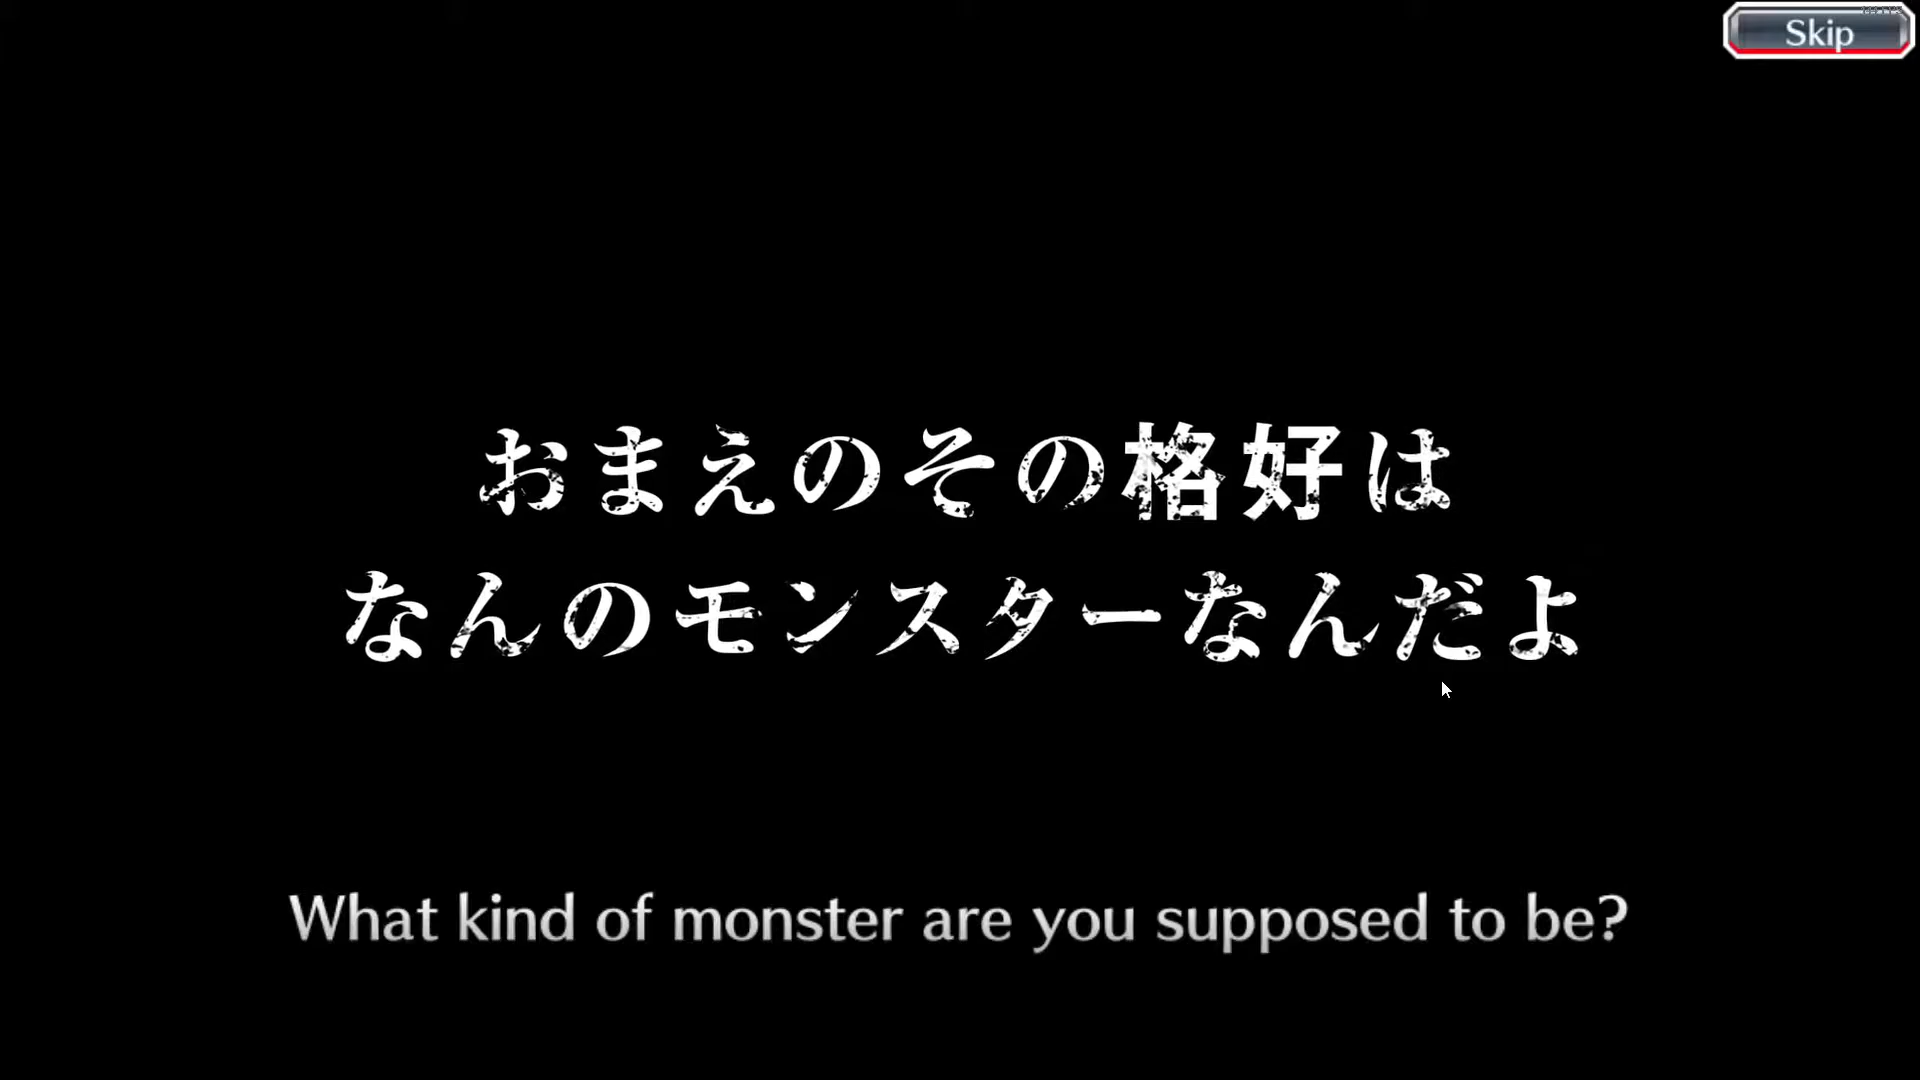 Skip
おまえのその格好は
なんのモンスターなんだよ
What kind of monster are you supposed to be?